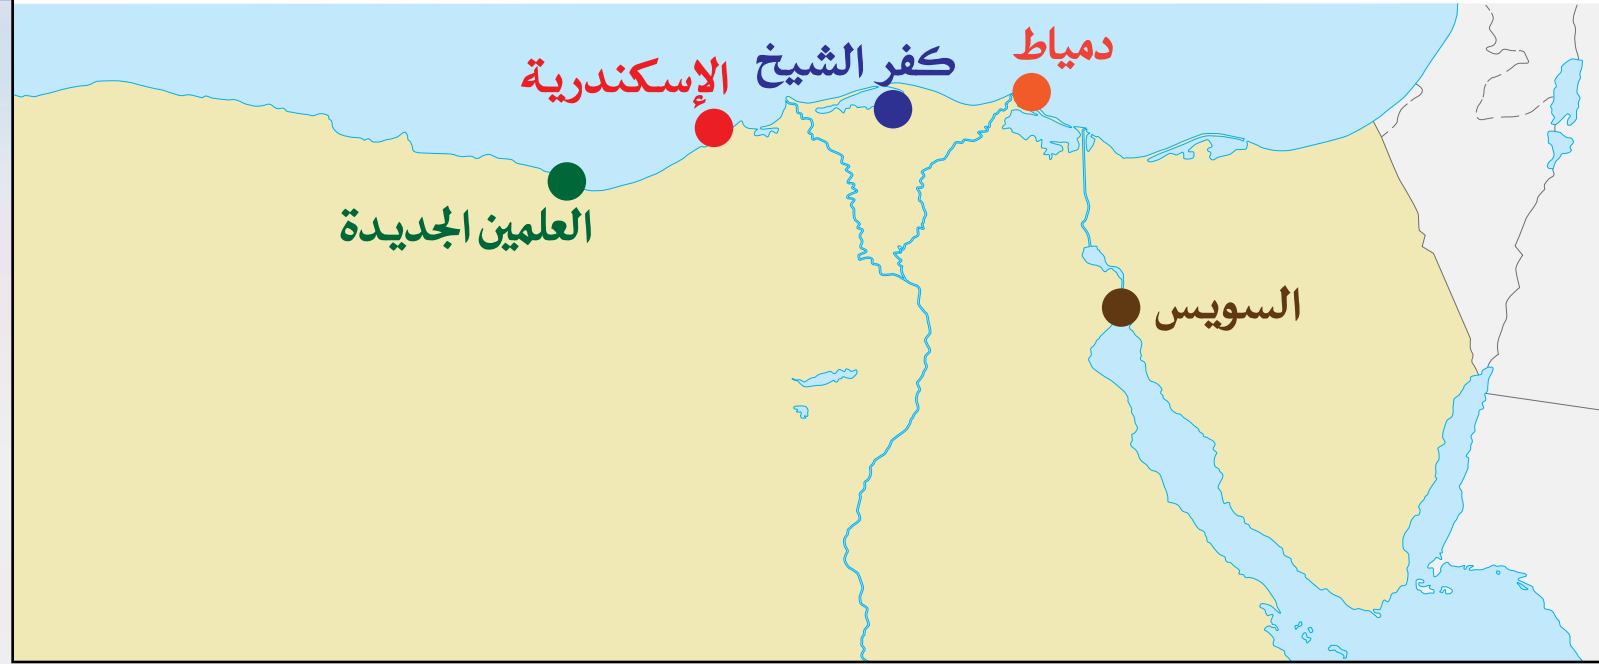 دمياط
كفر الشيخ
الإسكندرية
العلمين الجديدة
السويس